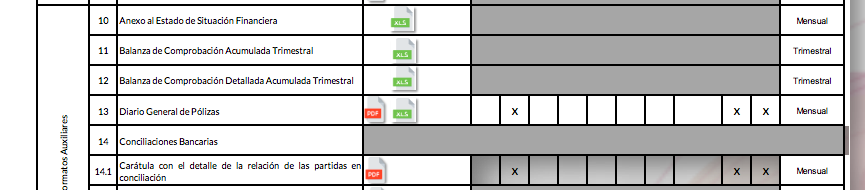 10 Anexo al Estado de Situación Financiera XLS Mensual
11 Balanza de Comprobación Acumulada Trimestral XLS Trimestral
12 Balanza de Comprobación Detallada Acumulada Trimestral XLS Trimestral
13 Diario General de Pólizas PDF XLS X X X Mensual
14 Conciliaciones Bancarias
14.1 Carátula con el detalle de la relación de las partidas en
conciliación PDF X X X Mensual
ormatos Auxiliares